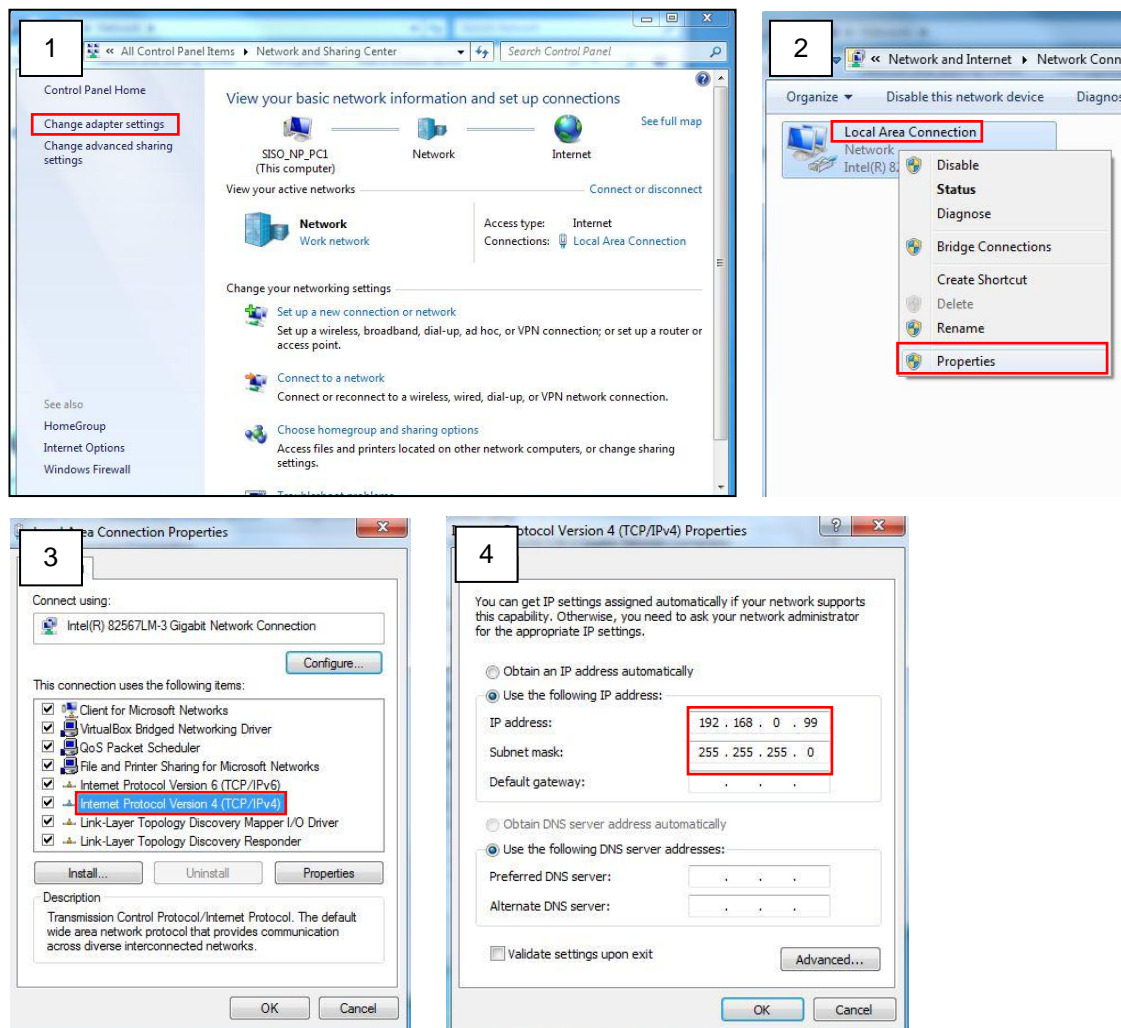 1
« All Control Panel Items ▸ Network and Sharing Center
Search Control Panel
Control Panel Home
Change adapter settings
Change advanced sharing
settings
See also
HomeGroup
Internet Options
Windows Firewall
View your basic network information and set up connections
See full map
SISO_NP_PC1
(This computer)
Network
Internet
View your active networks
Connect or disconnect
Network
Work network
Access type: Internet
Connections: Local Area Connection
Change your networking settings
Set up a new connection or network
Set up a wireless, broadband, dial-up, ad hoc, or VPN connection; or set up a router or
access point.
Connect to a network
Connect or reconnect to a wireless, wired, dial-up, or VPN network connection.
Choose homegroup and sharing options
Access files and printers located on other network computers, or change sharing
settings.
Troubleshoot problems
2
« Network and Internet ▸ Network Conn
Organize Disable this network device Diagnos
Local Area Connection
Network
Intel(R) 82
Disable
Status
Diagnose
Bridge Connections
Create Shortcut
Delete
Rename
Properties
3
ea Connection Properties
Connect using:
Intel(R) 82567LM-3 Gigabit Network Connection
Configure...
This connection uses the following items:
Client for Microsoft Networks
VirtualBox Bridged Networking Driver
QoS Packet Scheduler
File and Printer Sharing for Microsoft Networks
Internet Protocol Version 6 (TCP/IPv6)
Internet Protocol Version 4 (TCP/IPv4)
Link-Layer Topology Discovery Mapper I/O Driver
Link-Layer Topology Discovery Responder
Install... Uninstall Properties
Description
Transmission Control Protocol/Internet Protocol. The default
wide area network protocol that provides communication
across diverse interconnected networks.
OK Cancel
4
otocol Version 4 (TCP/IPv4) Properties
You can get IP settings assigned automatically if your network supports
this capability. Otherwise, you need to ask your network administrator
for the appropriate IP settings.
Obtain an IP address automatically
Use the following IP address:
IP address: 192 . 168 . 0 . 99
Subnet mask: 255 . 255 . 255 . 0
Default gateway: . . .
Obtain DNS server address automatically
Use the following DNS server addresses:
Preferred DNS server: . . .
Alternate DNS server: . . .
Validate settings upon exit
Advanced...
OK Cancel